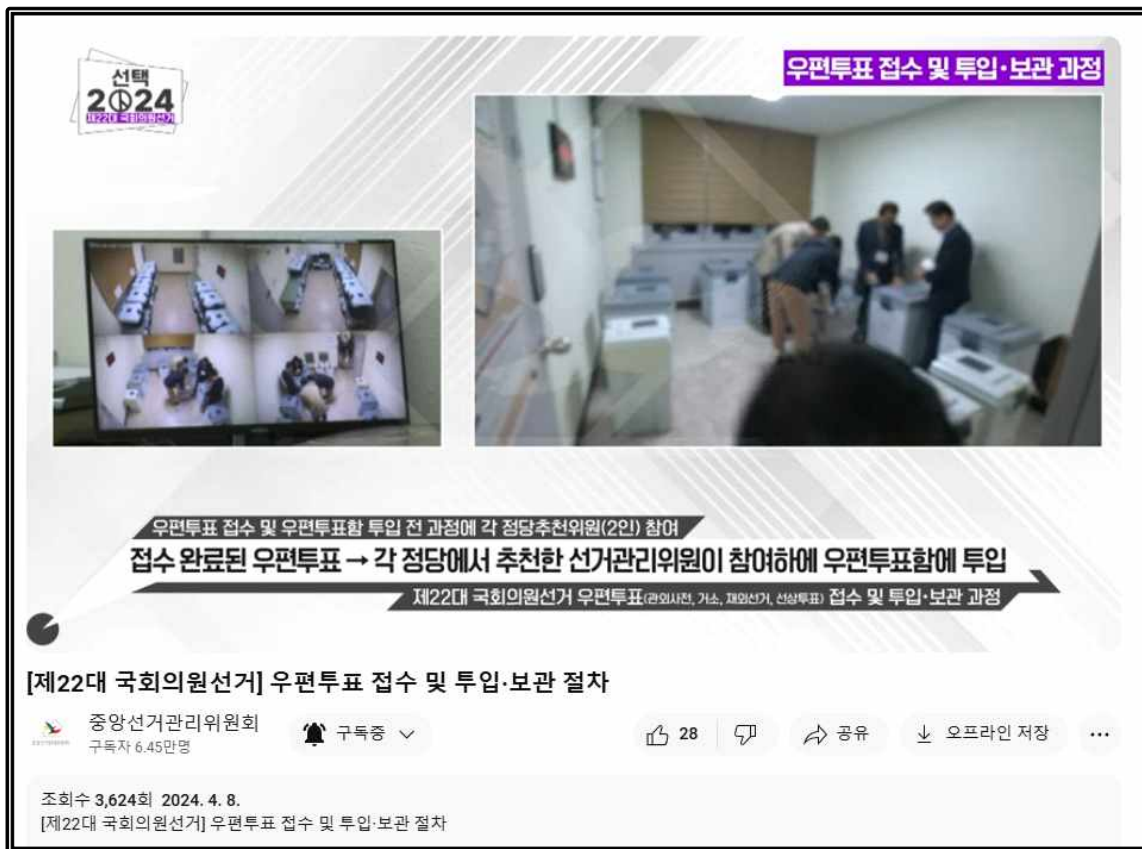 선택
2024
제22대 국회의원선거
우편투표 접수 및 투입·보관 과정
우편투표 접수 및 우편투표함 투입 전 과정에 각 정당추천위원(2인) 참여
접수 완료된 우편투표 → 각 정당에서 추천한 선거관리위원이 참여하에 우편투표함에 투입
제22대 국회의원선거 우편투표(관외사전, 거소, 재외선거, 선상투표) 접수 및 투입·보관 과정
[제22대 국회의원선거] 우편투표 접수 및 투입·보관 절차
중앙선거관리위원회
구독자 6.45만명
구독중
28
공유
오프라인 저장
조회수 3,624회 2024. 4. 8.
[제22대 국회의원선거] 우편투표 접수 및 투입·보관 절차